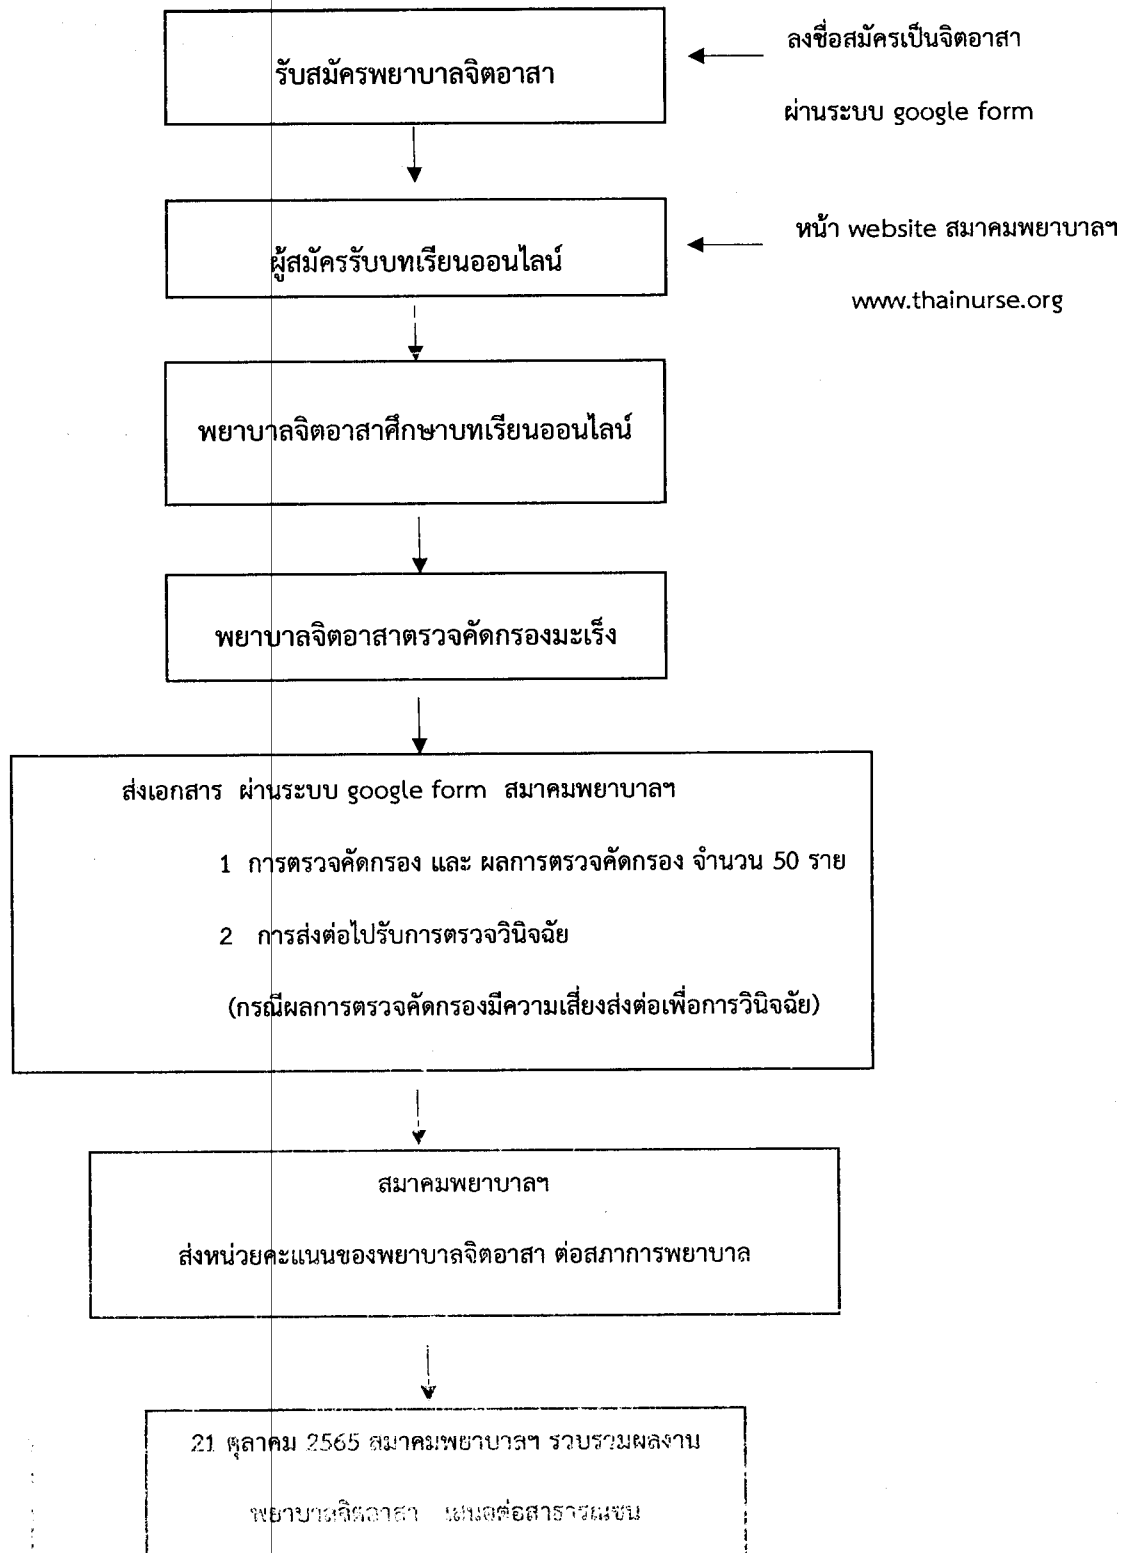 รับสมัครพยาบาลจิตอาสา
ลงชื่อสมัครเป็นจิตอาสา
ผ่านระบบ google form
ผู้สมัครรับบทเรียนออนไลน์
หน้า website สมาคมพยาบาลฯ
www.thainurse.org
พยาบาลจิตอาสาศึกษาบทเรียนออนไลน์
พยาบาลจิตอาสาตรวจคัดกรองมะเร็ง
ส่งเอกสาร ผ่านระบบ google form สมาคมพยาบาลฯ
1 การตรวจคัดกรอง และ ผลการตรวจคัดกรอง จำนวน 50 ราย
2 การส่งต่อไปรับการตรวจวินิจฉัย
(กรณีผลการตรวจคัดกรองมีความเสี่ยงส่งต่อเพื่อการวินิจฉัย)
สมาคมพยาบาลฯ
ส่งหน่วยคะแนนของพยาบาลจิตอาสา ต่อสภาการพยาบาล
21 ตุลาคม 2565 สมาคมพยาบาลฯ รวบรวมผลงาน
พยาบาลจิตอาสา เสนอต่อสาธารณชน